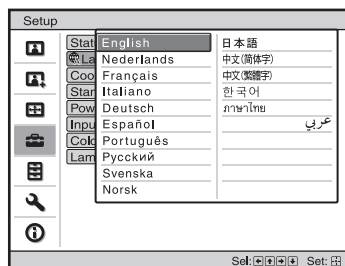 Setup
Stat
La
Coo
Star
Pow
Inpu
Colo
Lam
English
Nederlands
Français
Italiano
Deutsch
Español
Português
Русский
Svenska
Norsk
日本語
中文(简体字)
中文(繁體字)
한국어
ภาษาไทย
عربي
Sel: Set: